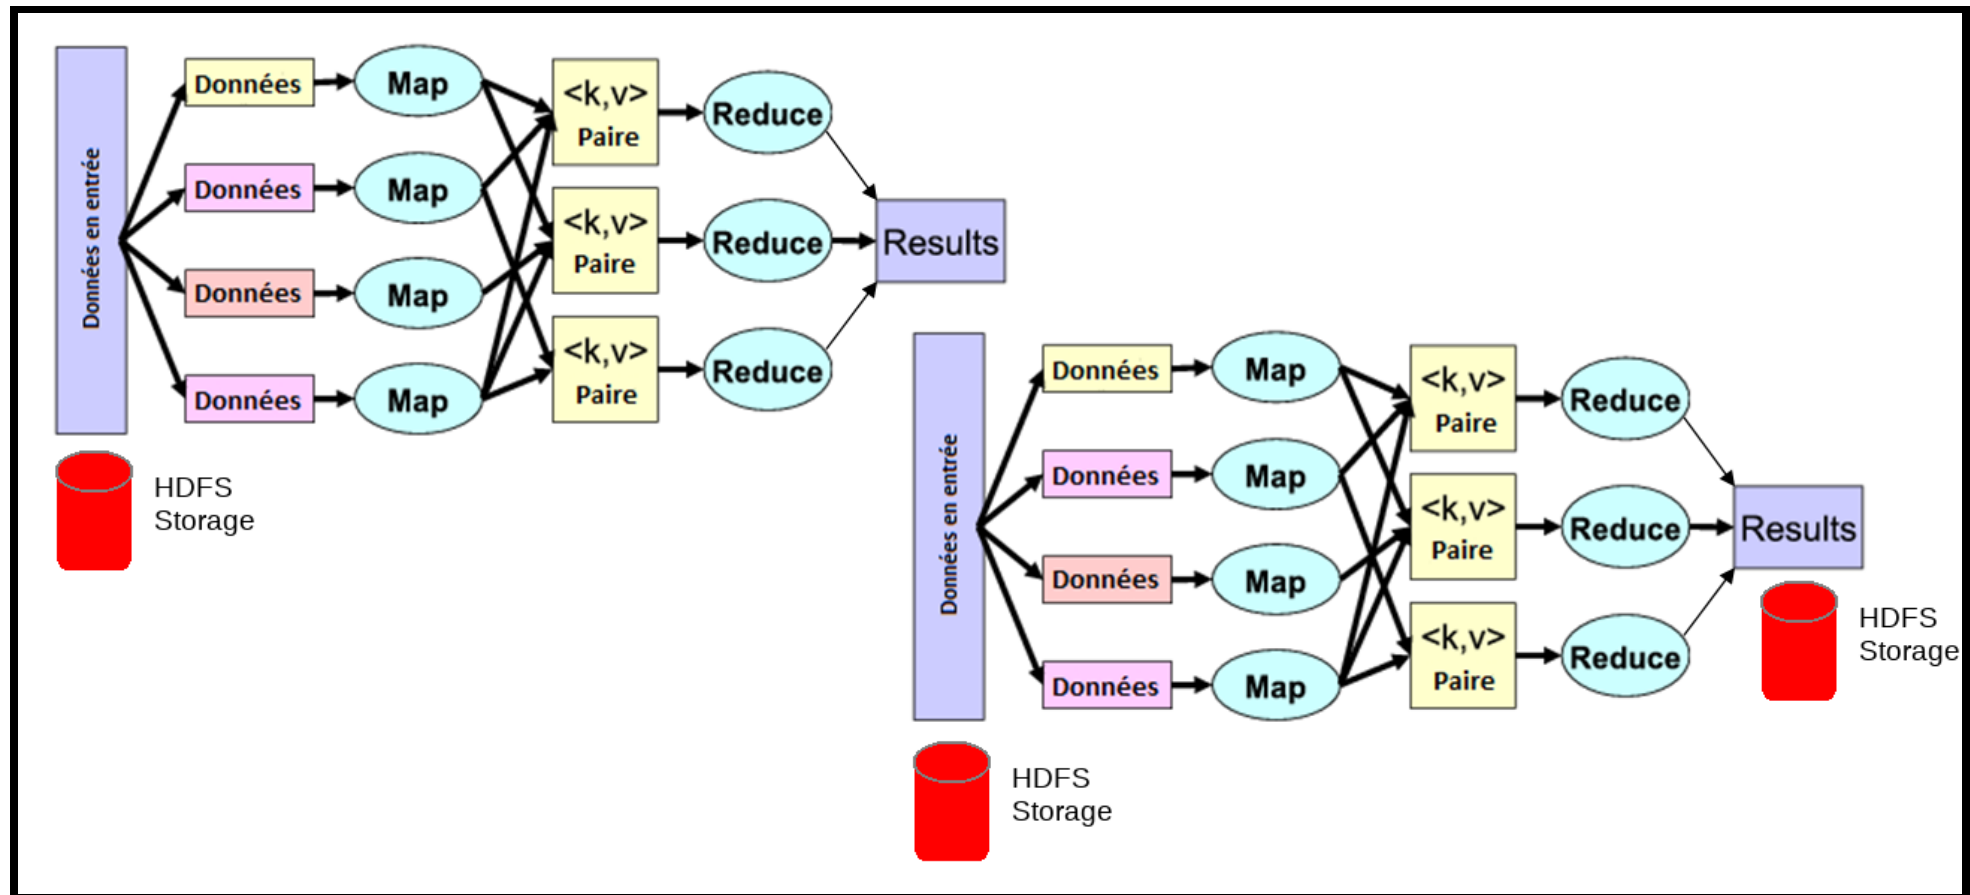 Données en entrée
Données
Map
Données
Map
Données
Map
Données
Map
<k,v>
Paire
<k,v>
Paire
<k,v>
Paire
Reduce
Reduce
Reduce
Results
HDFS
Storage
Données en entrée
Données
Map
Données
Map
Données
Map
Données
Map
<k,v>
Paire
<k,v>
Paire
<k,v>
Paire
Reduce
Reduce
Reduce
Results
HDFS
Storage
HDFS
Storage